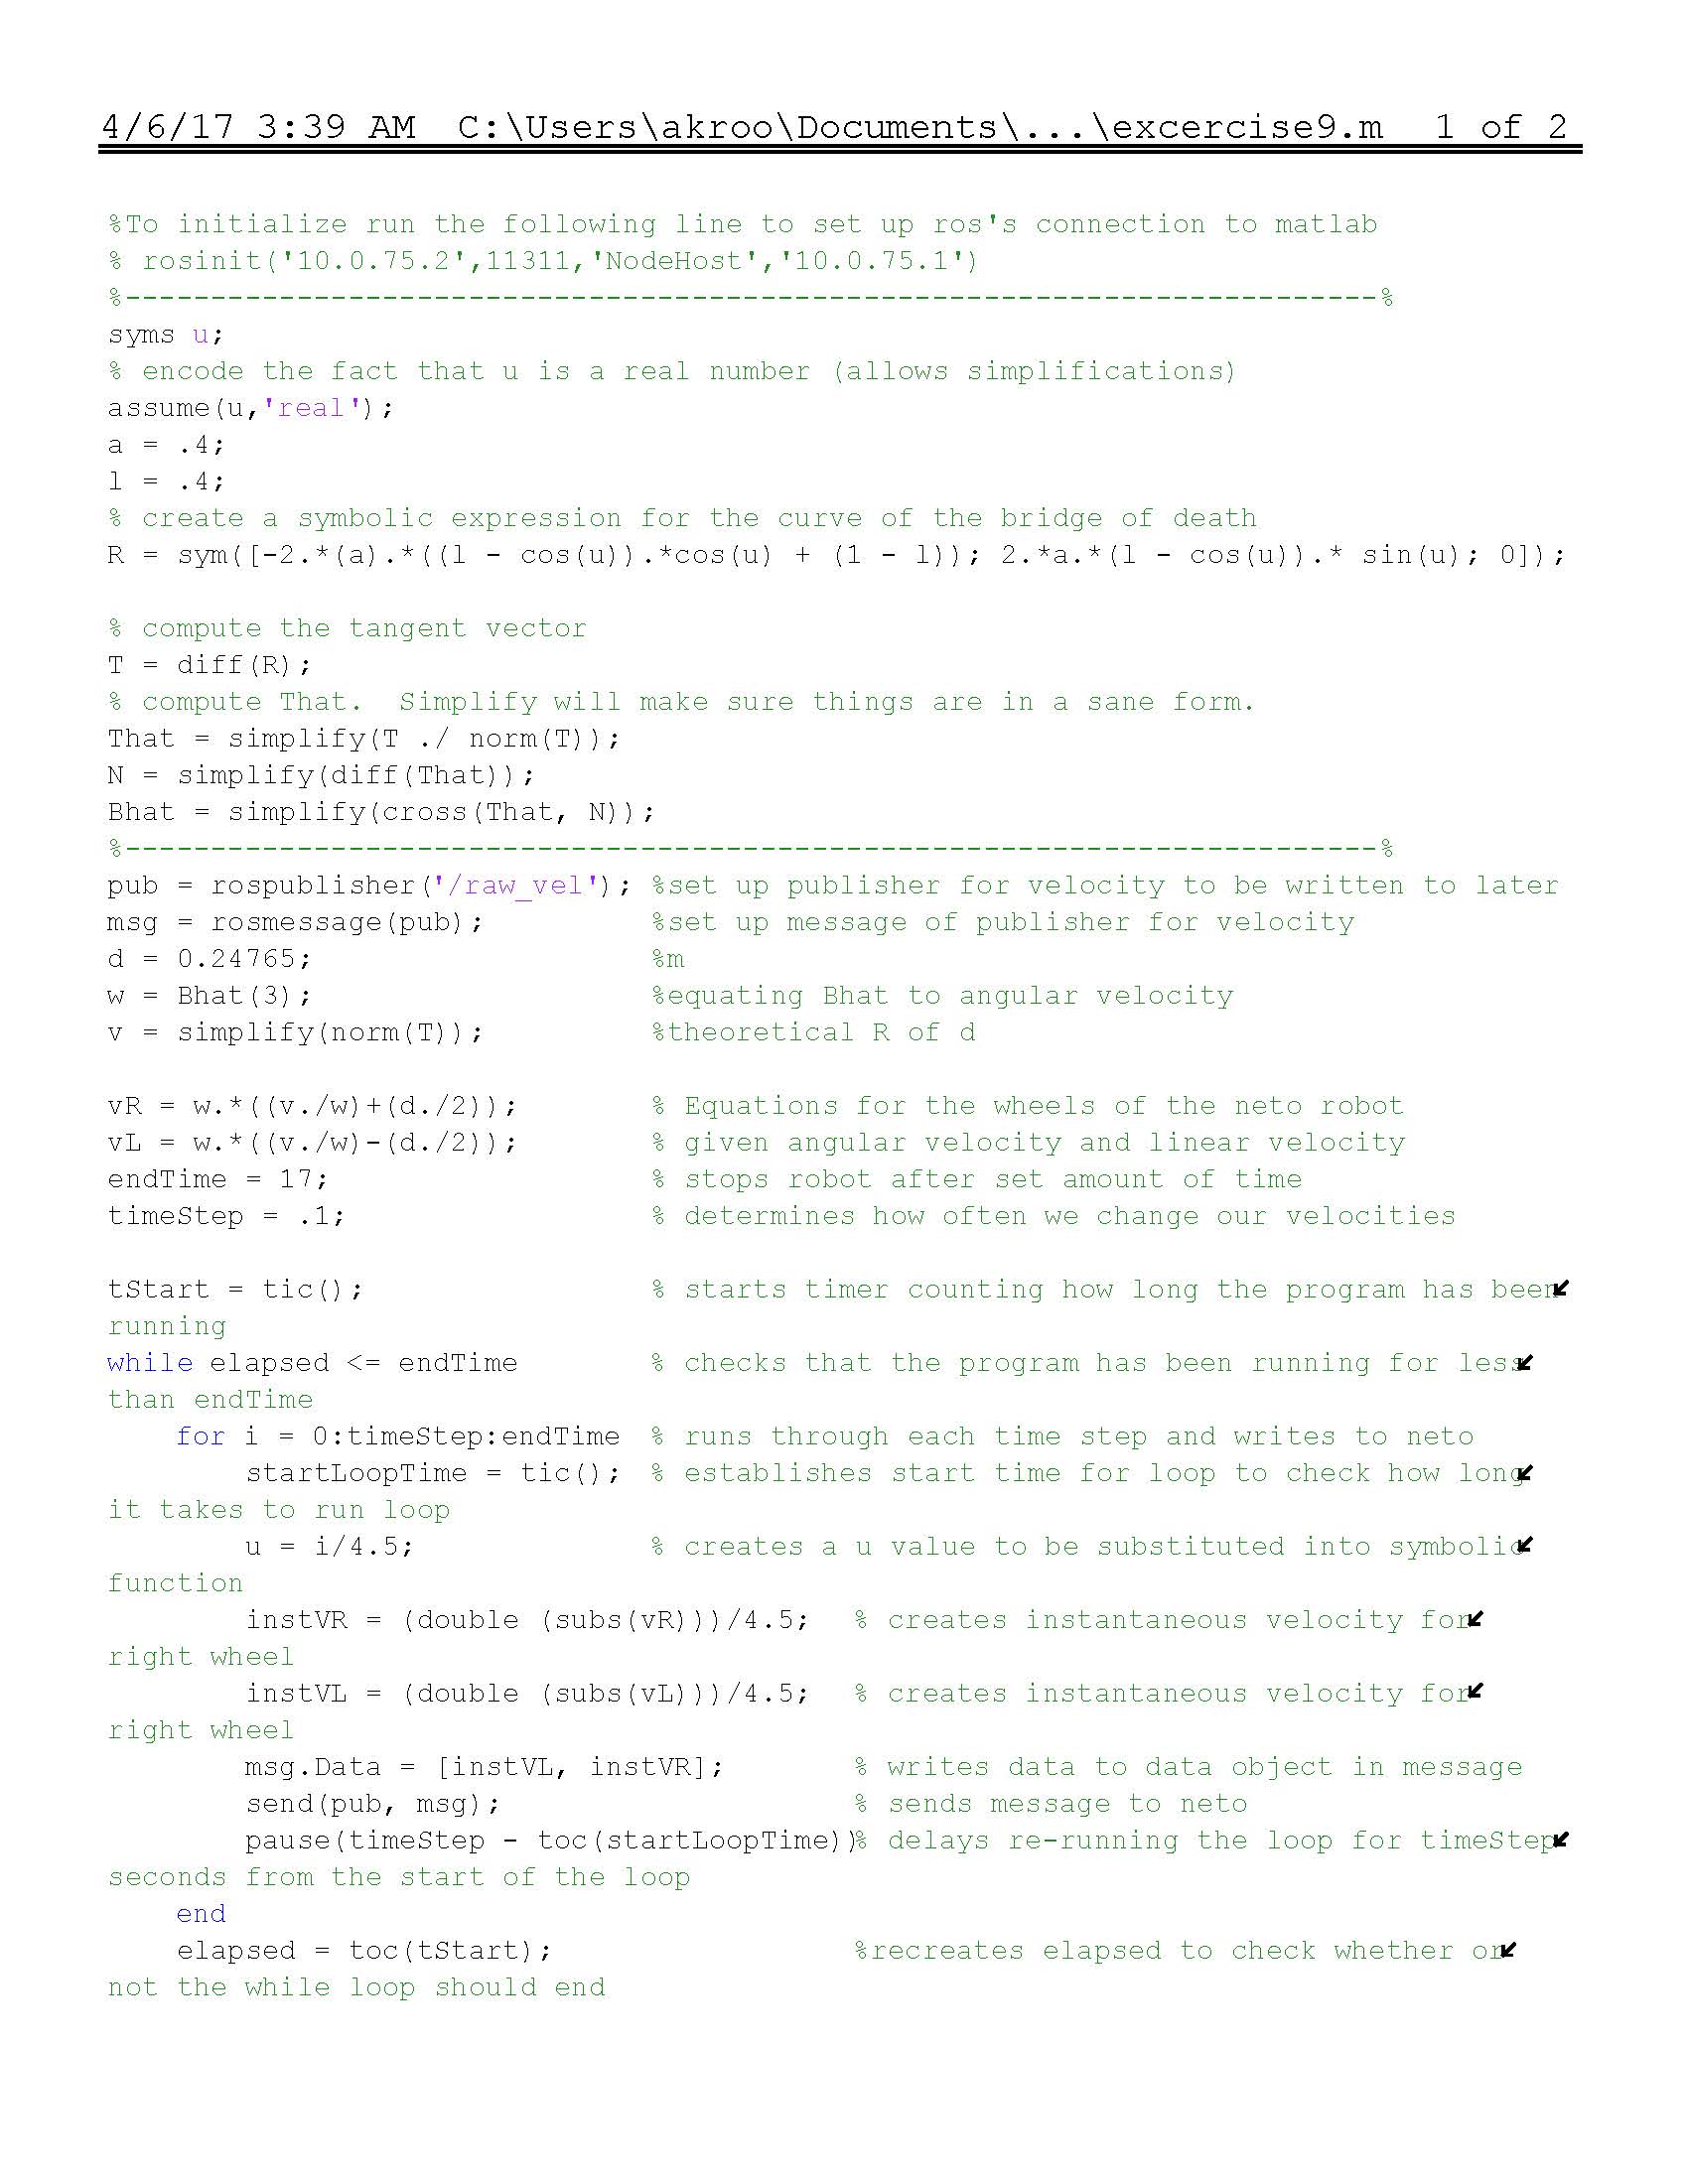 4/6/17 3:39 AM  C:\Users\akroo\Documents\...\excercise9.m  1 of 2
%To initialize run the following line to set up ros's connection to matlab
% rosinit('10.0.75.2',11311,'NodeHost','10.0.75.1')
%-------------------------------------------------------------------------%
syms u;
% encode the fact that u is a real number (allows simplifications)
assume(u,'real');
a = .4;
l = .4;
% create a symbolic expression for the curve of the bridge of death
R = sym([-2.*(a).*((l - cos(u)).*cos(u) + (1 - l)); 2.*a.*(l - cos(u)).* sin(u); 0]);
% compute the tangent vector
T = diff(R);
% compute That.  Simplify will make sure things are in a sane form.
That = simplify(T ./ norm(T));
N = simplify(diff(That));
Bhat = simplify(cross(That, N));
%-------------------------------------------------------------------------%
pub = rospublisher('/raw_vel'); %set up publisher for velocity to be written to later
msg = rosmessage(pub);          %set up message of publisher for velocity
d = 0.24765;                    %m
w = Bhat(3);                    %equating Bhat to angular velocity
v = simplify(norm(T));          %theoretical R of d
vR = w.*((v./w)+(d./2));        % Equations for the wheels of the neto robot
vL = w.*((v./w)-(d./2));        % given angular velocity and linear velocity
endTime = 17;                   % stops robot after set amount of time
timeStep = .1;                  % determines how often we change our velocities
tStart = tic();                 % starts timer counting how long the program has been
running
while elapsed <= endTime        % checks that the program has been running for less
than endTime
    for i = 0:timeStep:endTime  % runs through each time step and writes to neto
        startLoopTime = tic();  % establishes start time for loop to check how long
it takes to run loop
        u = i/4.5;              % creates a u value to be substituted into symbolic
function
        instVR = (double (subs(vR)))/4.5;   % creates instantaneous velocity for
right wheel
        instVL = (double (subs(vL)))/4.5;   % creates instantaneous velocity for
right wheel
        msg.Data = [instVL, instVR];        % writes data to data object in message
        send(pub, msg);                     % sends message to neto
        pause(timeStep - toc(startLoopTime))% delays re-running the loop for timeStep
seconds from the start of the loop
    end
    elapsed = toc(tStart);                  %recreates elapsed to check whether or
not the while loop should end